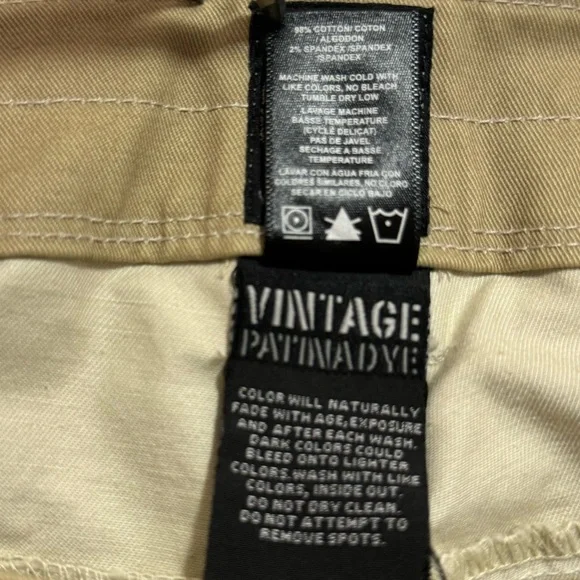 98% COTTON/ COTON
/ALGODON
2% SPANDEX /SPANDEX
/SPANDEX
MACHINE WASH COLD WITH
LIKE COLORS, NO BLEACH
TUMBLE DRY LOW
LAVAGE MACHINE
BASSE TEMPERATURE
(CYCLE DELICAT)
PAS DE JAVEL
SECHAGE A BASSE
TEMPERATURE
LAVAR CON AGUA FRIA CON
COLORES SIMILARES, NO CLORO
SECAR EN CICLO BAJO
VINTAGE
PATINA DYE
COLOR WILL NATURALLY
FADE WITH AGE, EXPOSURE
AND AFTER EACH WASH.
DARK COLORS COULD
BLEED ONTO LIGHTER
COLORS. WASH WITH LIKE
COLORS, INSIDE OUT.
DO NOT DRY CLEAN.
DO NOT ATTEMPT TO
REMOVE SPOTS.